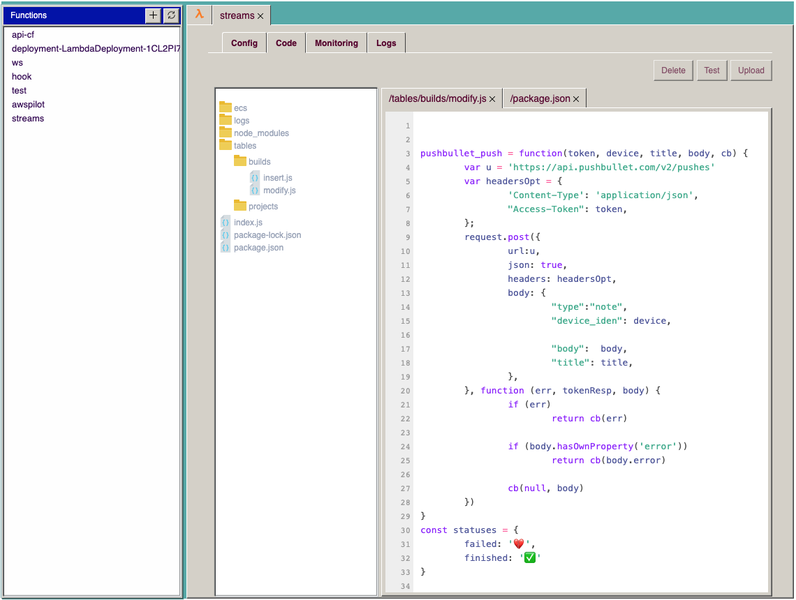 Functions
+
api-cf
deployment-LambdaDeployment-1CL2PI7
ws
hook
test
awspilot
streams
λ
streams ×
Config
Code
Monitoring
Logs
Delete
Test
Upload
ecs
logs
node_modules
tables
builds
insert.js
modify.js
projects
index.js
package-lock.json
package.json
/tables/builds/modify.js ×
/package.json ×
1
2
3 pushbullet_push = function(token, device, title, body, cb) {
4 var u = 'https://api.pushbullet.com/v2/pushes'
5 var headersOpt = {
6 'Content-Type': 'application/json',
7 "Access-Token": token,
8 };
9 request.post({
10 url:u,
11 json: true,
12 headers: headersOpt,
13 body: {
14 "type":"note",
15 "device_iden": device,
16
17 "body":  body,
18 "title": title,
19 },
20 }, function (err, tokenResp, body) {
21 if (err)
22 return cb(err)
23
24 if (body.hasOwnProperty('error'))
25 return cb(body.error)
26
27 cb(null, body)
28 })
29 }
30 const statuses = {
31 failed: '❤️',
32 finished: '✅'
33 }
34